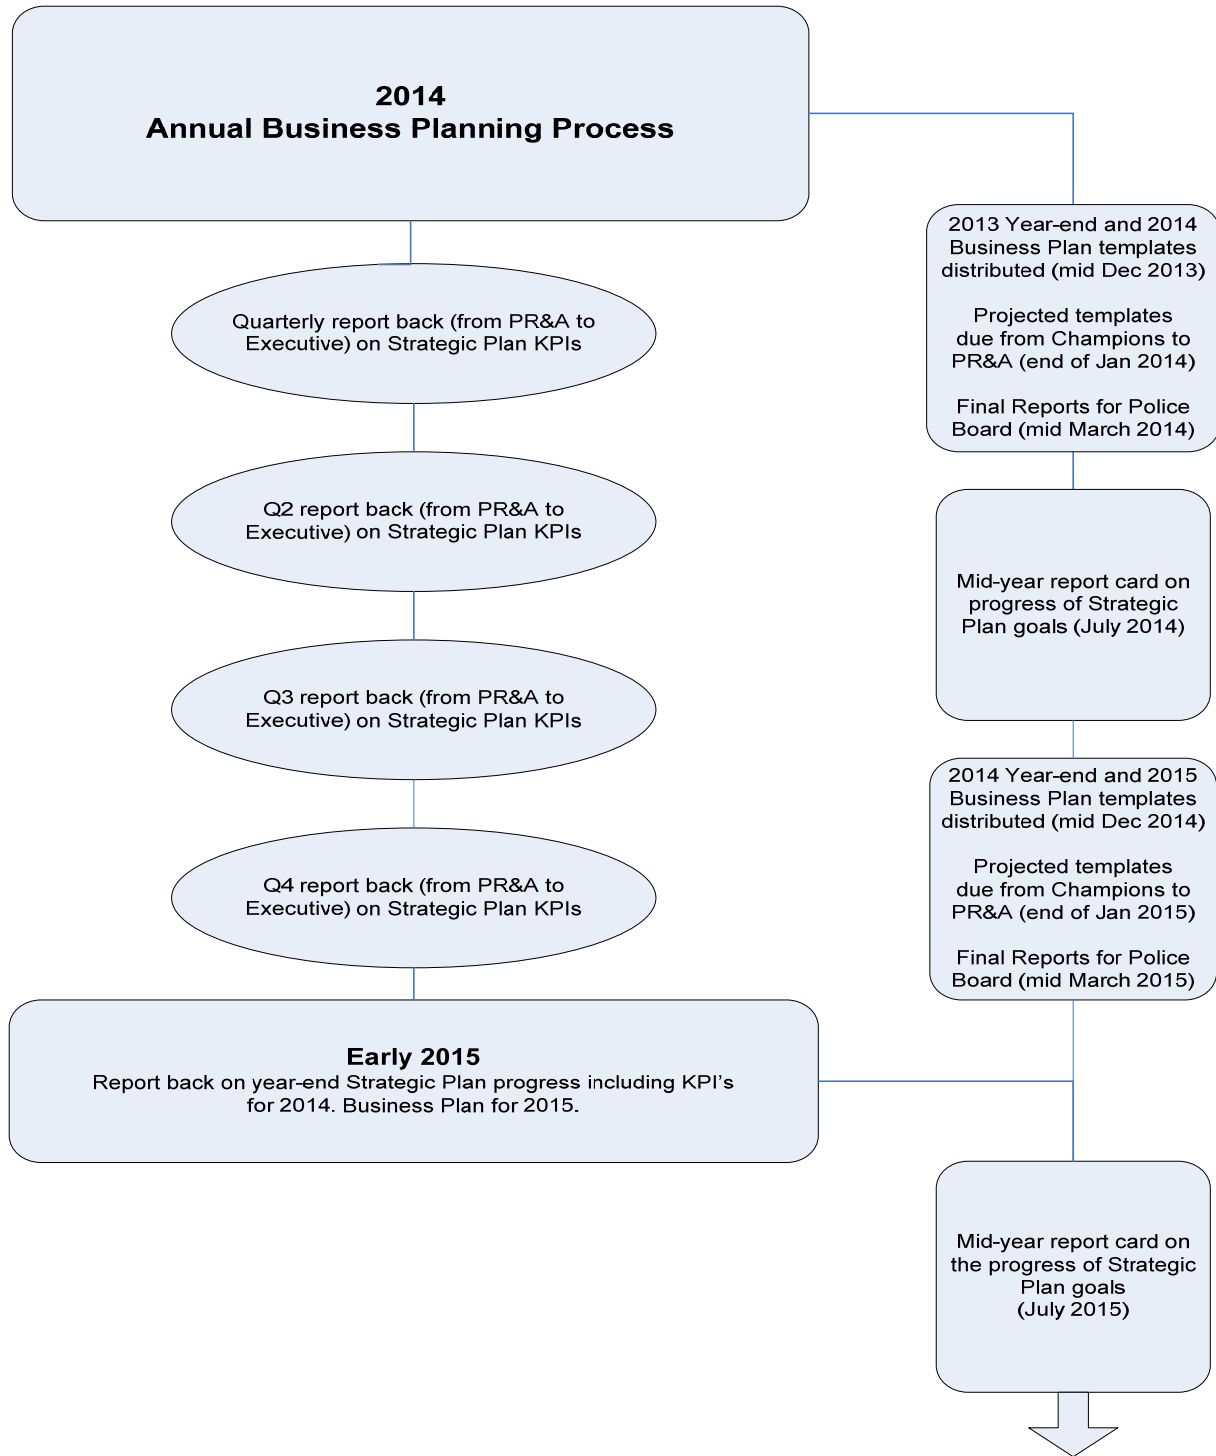 2014
Annual Business Planning Process
2013 Year-end and 2014
Business Plan templates
distributed (mid Dec 2013)
Projected templates
due from Champions to
PR&A (end of Jan 2014)
Final Reports for Police
Board (mid March 2014)
Quarterly report back (from PR&A to
Executive) on Strategic Plan KPIs
Q2 report back (from PR&A to
Executive) on Strategic Plan KPIs
Mid-year report card on
progress of Strategic
Plan goals (July 2014)
Q3 report back (from PR&A to
Executive) on Strategic Plan KPIs
2014 Year-end and 2015
Business Plan templates
distributed (mid Dec 2014)
Projected templates
due from Champions to
PR&A (end of Jan 2015)
Final Reports for Police
Board (mid March 2015)
Q4 report back (from PR&A to
Executive) on Strategic Plan KPIs
Early 2015
Report back on year-end Strategic Plan progress including KPI’s
for 2014. Business Plan for 2015.
Mid-year report card on
the progress of Strategic
Plan goals
(July 2015)